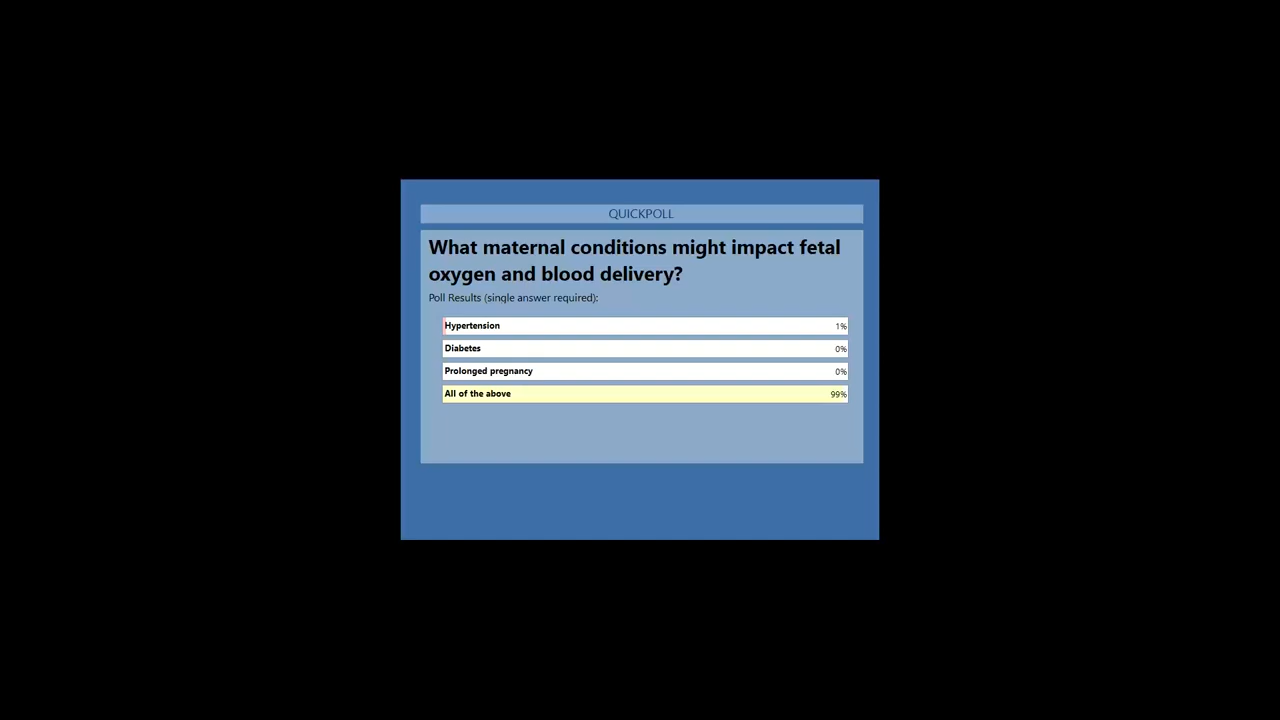 QUICKPOLL
What maternal conditions might impact fetal
oxygen and blood delivery?
Poll Results (single answer required):
Hypertension 1%
Diabetes 0%
Prolonged pregnancy 0%
All of the above 99%